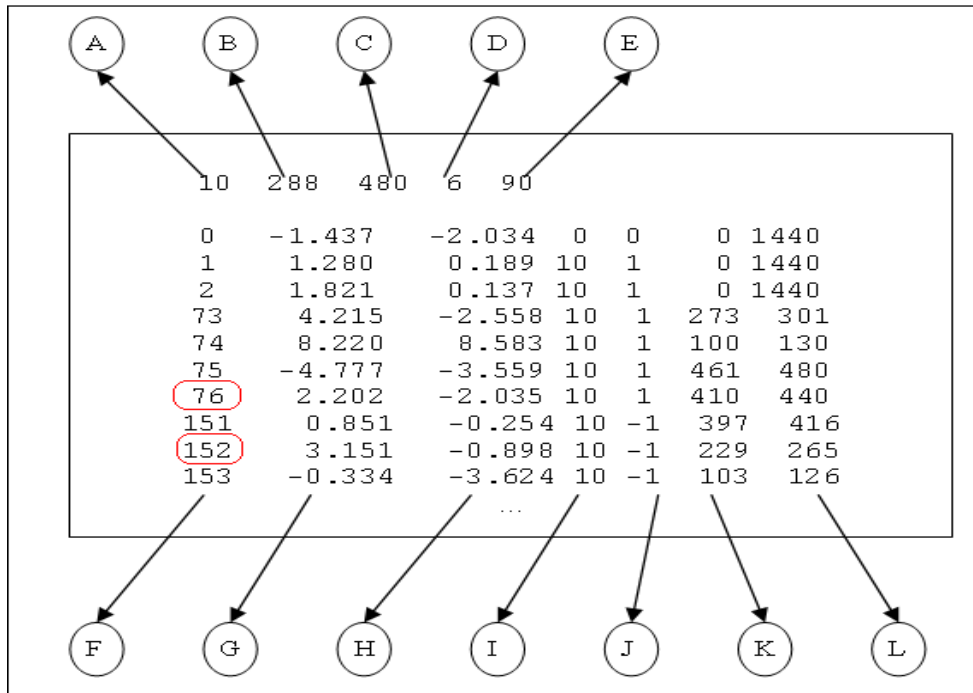 A B C D E
10 288 480 6 90
0 -1.437 -2.034 0 0 0 1440
1 1.280 0.189 10 1 0 1440
2 1.821 0.137 10 1 0 1440
73 4.215 -2.558 10 1 273 301
74 8.220 8.583 10 1 100 130
75 -4.777 -3.559 10 1 461 480
76 2.202 -2.035 10 1 410 440
151 0.851 -0.254 10 -1 397 416
152 3.151 -0.898 10 -1 229 265
153 -0.334 -3.624 10 -1 103 126
...
F G H I J K L